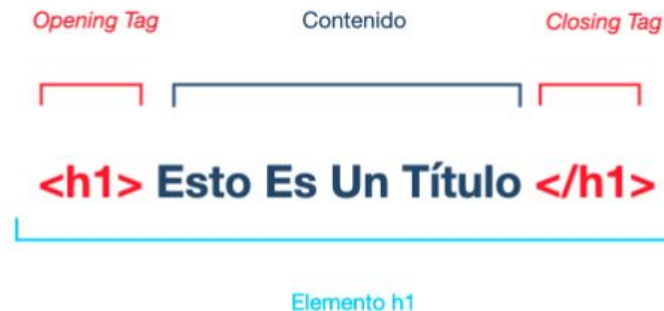 Opening Tag Contenido Closing Tag
<h1> Esto Es Un Título </h1>
Elemento h1